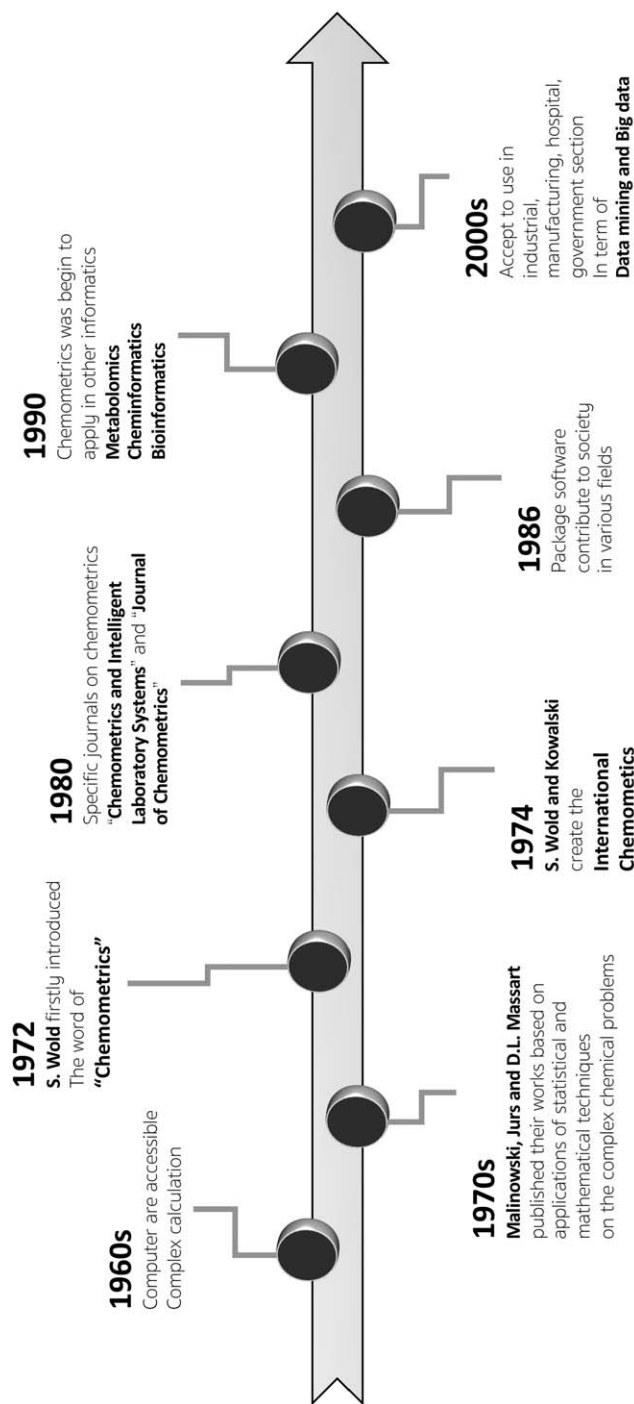 1960s
Computer are accessible
Complex calculation
1970s
Malinowski, Jurs and D.L. Massart
published their works based on
applications of statistical and
mathematical techniques
on the complex chemical problems
1972
S. Wold firstly introduced
The word of
“Chemometrics”
1974
S. Wold and Kowalski
create the
International
Chemometics
1980
Specific journals on chemometrics
“Chemometrics and Intelligent
Laboratory Systems” and “Journal
of Chemometrics”
1986
Package software
contribute to society
in various fields
1990
Chemometrics was begin to
apply in other informatics
Metabolomics
Cheminformatics
Bioinformatics
2000s
Accept to use in
industrial,
manufacturing, hospital,
government section
In term of
Data mining and Big data